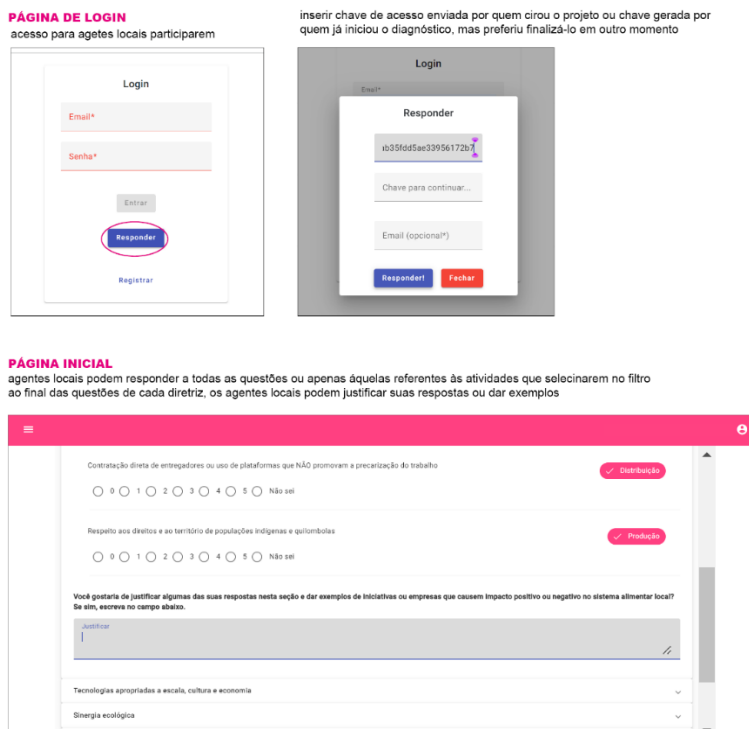 PÁGINA DE LOGIN
acesso para agetes locais participarem
inserir chave de acesso enviada por quem cirou o projeto ou chave gerada por
quem já iniciou o diagnóstico, mas preferiu finalizá-lo em outro momento
Login
Email*
Senha*
Entrar
Responder
Registrar
Login
Email*
Responder
b35fdd5ae33956172b7
Chave para continuar...
Email (opcional*)
Responder!
Fechar
PÁGINA INICIAL
agentes locais podem responder a todas as questões ou apenas áquelas referentes às atividades que selecinarem no filtro
ao final das questões de cada diretriz, os agentes locais podem justificar suas respostas ou dar exemplos
Contratação direta de entregadores ou uso de plataformas que NÃO promovam a precarização do trabalho
Distribuição
0 1 2 3 4 5 Não sei
Respeito aos direitos e ao território de populações indígenas e quilombolas
Produção
0 1 2 3 4 5 Não sei
Você gostaria de justificar algumas das suas respostas nesta seção e dar exemplos de iniciativas ou empresas que causem impacto positivo ou negativo no sistema alimentar local?
Se sim, escreva no campo abaixo.
Justificar
Tecnologias apropriadas a escala, cultura e economia
Sinergia ecológica